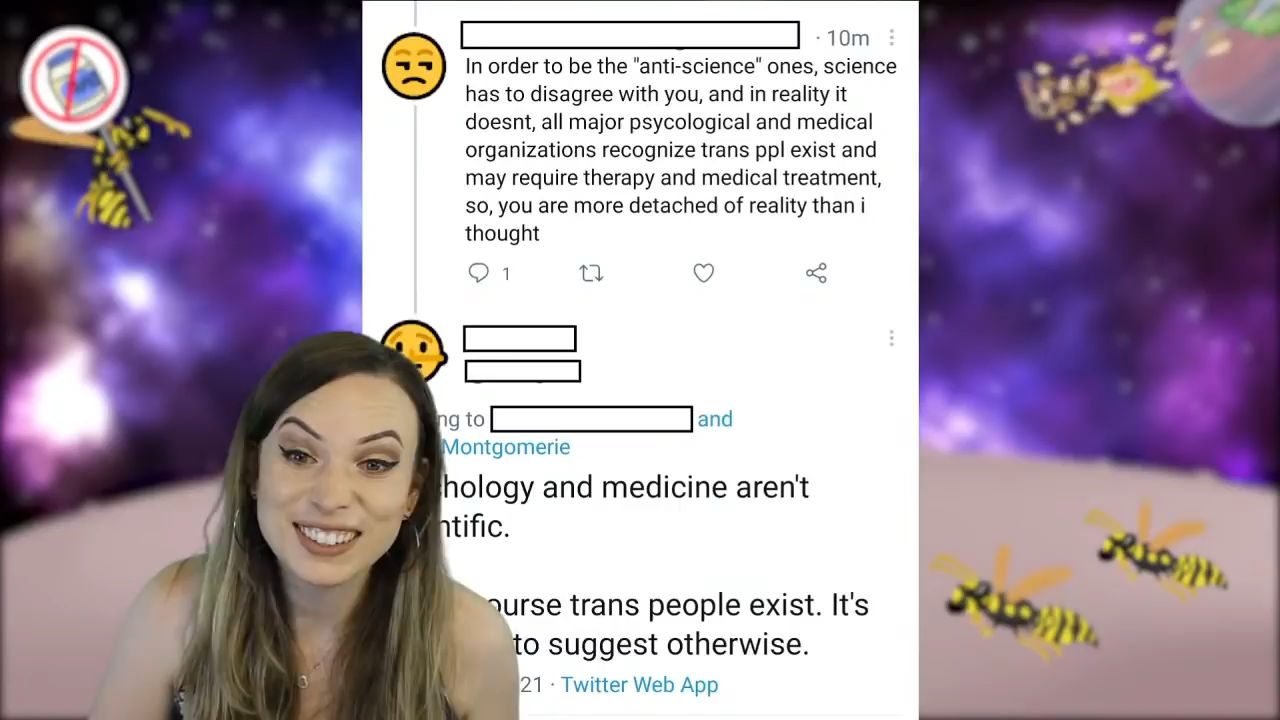 · 10m
In order to be the "anti-science" ones, science
has to disagree with you, and in reality it
doesnt, all major psycological and medical
organizations recognize trans ppl exist and
may require therapy and medical treatment,
so, you are more detached of reality than i
thought
1
ng to and
Montgomerie
hology and medicine aren't
ntific.
ourse trans people exist. It's
to suggest otherwise.
21 · Twitter Web App